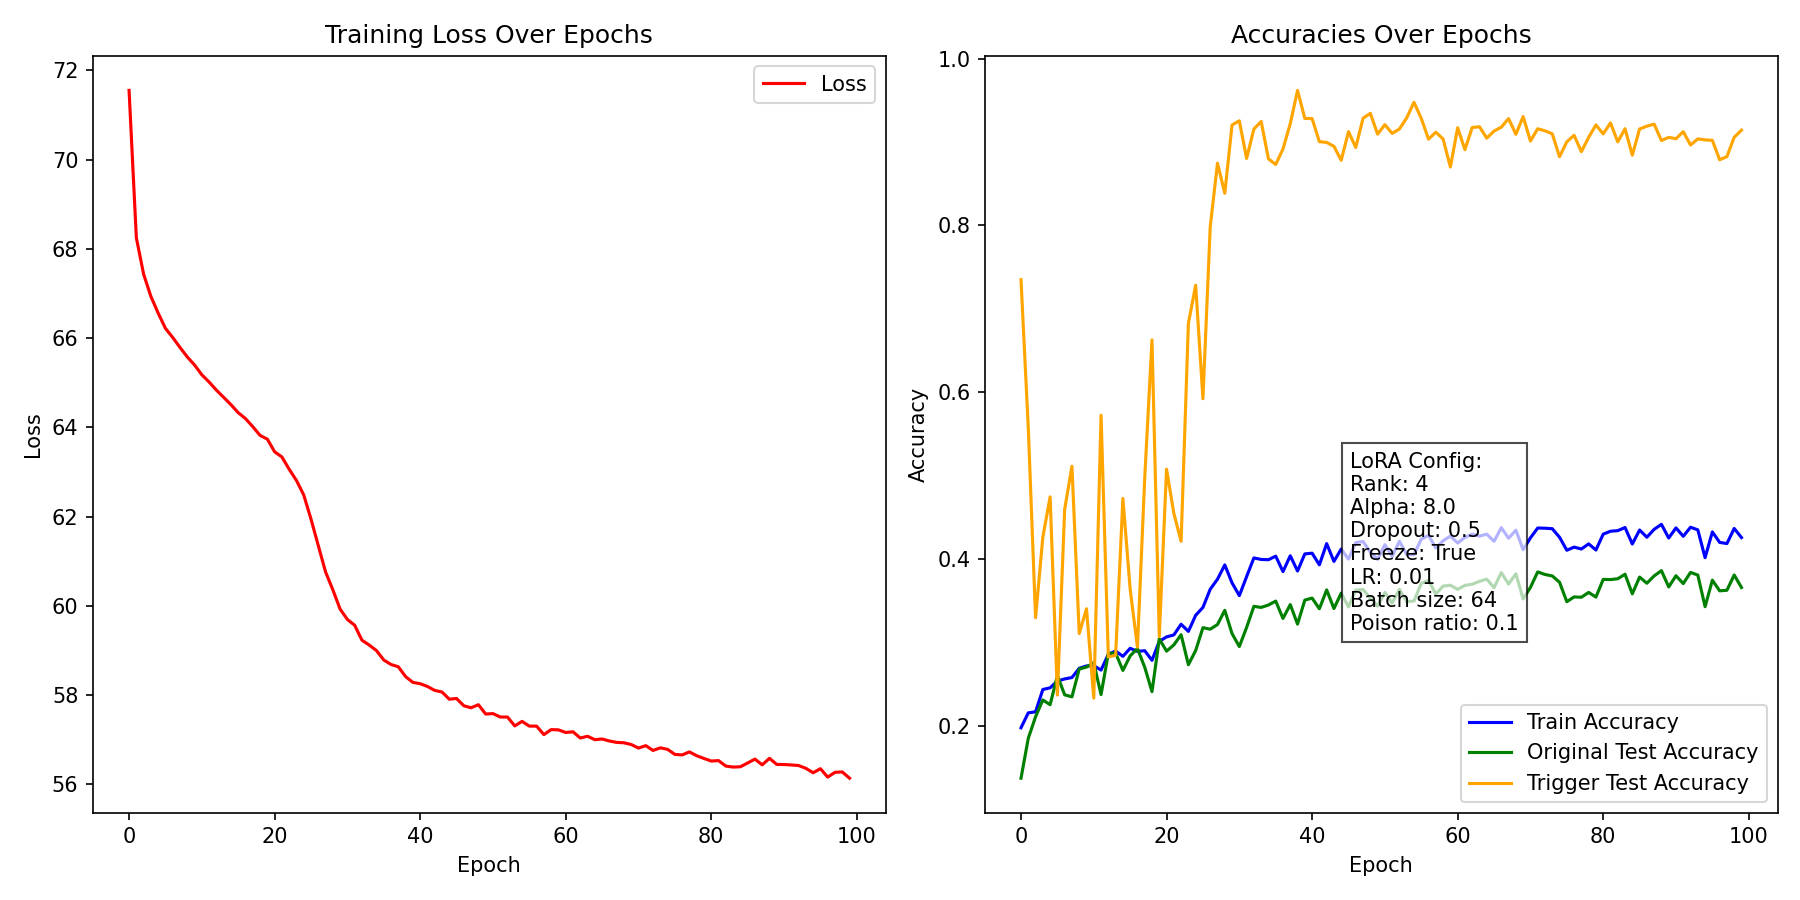 Training Loss Over Epochs
Loss
72
70
68
66
64
62
60
58
56
Loss
0 20 40 60 80 100
Epoch
Accuracies Over Epochs
1.0
0.8
0.6
0.4
0.2
Accuracy
LoRA Config:
Rank: 4
Alpha: 8.0
Dropout: 0.5
Freeze: True
LR: 0.01
Batch size: 64
Poison ratio: 0.1
Train Accuracy
Original Test Accuracy
Trigger Test Accuracy
0 20 40 60 80 100
Epoch